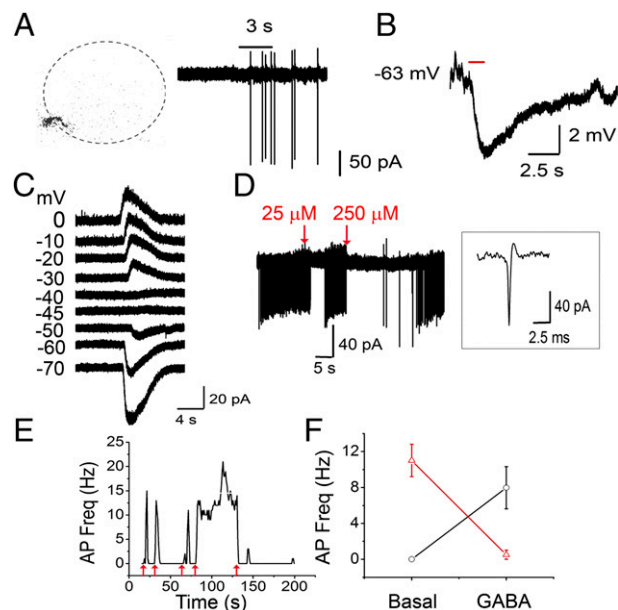 A
3 s
50 pA
B
-63 mV
2 mV
2.5 s
C
mV
0
-10
-20
-30
-40
-45
-50
-60
-70
20 pA
4 s
D
25 μM
250 μM
40 pA
5 s
40 pA
2.5 ms
E
AP Freq (Hz)
25
20
15
10
5
0
0
50
100
150
200
Time (s)
F
AP Freq (Hz)
12
8
4
0
Basal
GABA